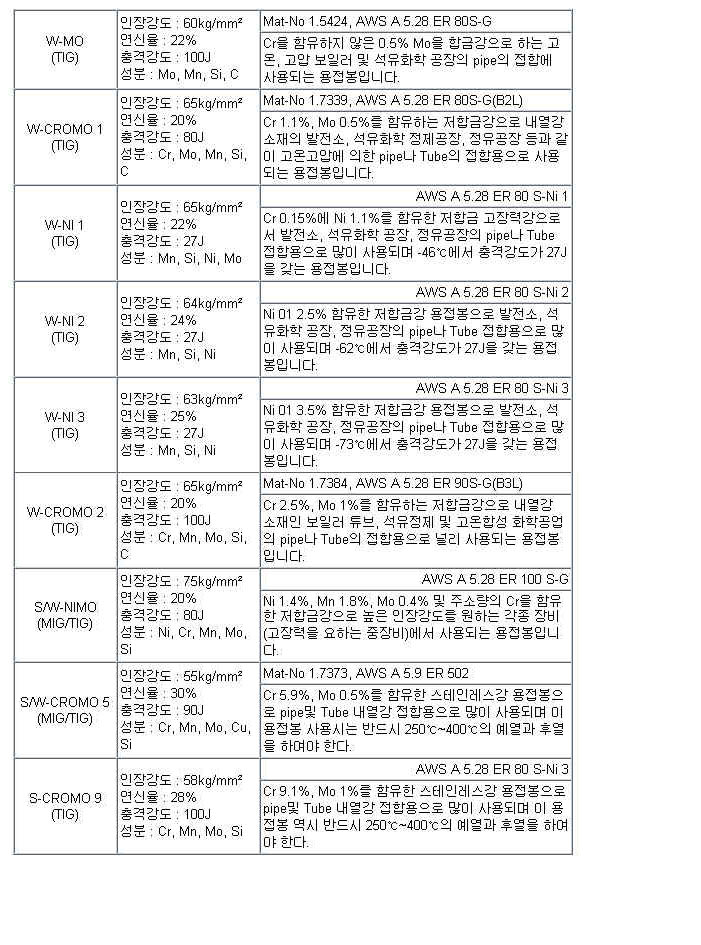 W-MO
(TIG)
인장강도 : 60kg/mm²
연신율 : 22%
충격강도 : 100J
성분 : Mo, Mn, Si, C
Mat-No 1.5424, AWS A 5.28 ER 80S-G
Cr을 함유하지 않은 0.5% Mo을 합금강으로 하는 고
온, 고압 보일러 및 석유화학 공장의 pipe의 접합에
사용되는 용접봉입니다.
W-CROMO 1
(TIG)
인장강도 : 65kg/mm²
연신율 : 20%
충격강도 : 80J
성분 : Cr, Mo, Mn, Si,
C
Mat-No 1.7339, AWS A 5.28 ER 80S-G(B2L)
Cr 1.1%, Mo 0.5%를 함유하는 저합금강으로 내열강
소재의 발전소, 석유화학 정제공장, 정유공장 등과 같
이 고온고압에 의한 pipe나 Tube의 접합용으로 사용
되는 용접봉입니다.
W-NI 1
(TIG)
인장강도 : 65kg/mm²
연신율 : 22%
충격강도 : 27J
성분 : Mn, Si, Ni, Mo
AWS A 5.28 ER 80 S-Ni 1
Cr 0.15%에 Ni 1.1%를 함유한 저합금 고장력강으로
서 발전소, 석유화학 공장, 정유공장의 pipe나 Tube
접합용으로 많이 사용되며 -46℃에서 충격강도가 27J
을 갖는 용접봉입니다.
W-NI 2
(TIG)
인장강도 : 64kg/mm²
연신율 : 24%
충격강도 : 27J
성분 : Mn, Si, Ni
AWS A 5.28 ER 80 S-Ni 2
Ni 01 2.5% 함유한 저합금강 용접봉으로 발전소, 석
유화학 공장, 정유공장의 pipe나 Tube 접합용으로 많
이 사용되며 -62℃에서 충격강도가 27J을 갖는 용접
봉입니다.
W-NI 3
(TIG)
인장강도 : 63kg/mm²
연신율 : 25%
충격강도 : 27J
성분 : Mn, Si, Ni
AWS A 5.28 ER 80 S-Ni 3
Ni 01 3.5% 함유한 저합금강 용접봉으로 발전소, 석
유화학 공장, 정유공장의 pipe나 Tube 접합용으로 많
이 사용되며 -73℃에서 충격강도가 27J을 갖는 용접
봉입니다.
W-CROMO 2
(TIG)
인장강도 : 65kg/mm²
연신율 : 20%
충격강도 : 100J
성분 : Cr, Mn, Mo, Si,
C
Mat-No 1.7384, AWS A 5.28 ER 90S-G(B3L)
Cr 2.5%, Mo 1%를 함유하는 저합금강으로 내열강
소재인 보일러 튜브, 석유정제 및 고온합성 화학공업
의 pipe나 Tube의 접합용으로 널리 사용되는 용접봉
입니다.
S/W-NIMO
(MIG/TIG)
인장강도 : 75kg/mm²
연신율 : 20%
충격강도 : 80J
성분 : Ni, Cr, Mn, Mo,
Si
AWS A 5.28 ER 100 S-G
Ni 1.4%, Mn 1.8%, Mo 0.4% 및 주소량의 Cr을 함유
한 저합금강으로 높은 인장강도를 원하는 각종 장비
(고장력을 요하는 중장비)에서 사용되는 용접봉입니
다.
S/W-CROMO 5
(MIG/TIG)
인장강도 : 55kg/mm²
연신율 : 30%
충격강도 : 90J
성분 : Cr, Mn, Mo, Cu,
Si
Mat-No 1.7373, AWS A 5.9 ER 502
Cr 5.9%, Mo 0.5%를 함유한 스테인레스강 용접봉으
로 pipe및 Tube 내열강 접합용으로 많이 사용되며 이
용접봉 사용시는 반드시 250℃~400℃의 예열과 후열
을 하여야 한다.
S-CROMO 9
(TIG)
인장강도 : 58kg/mm²
연신율 : 28%
충격강도 : 100J
성분 : Cr, Mn, Mo, Si
AWS A 5.28 ER 80 S-Ni 3
Cr 9.1%, Mo 1%를 함유한 스테인레스강 용접봉으로
pipe및 Tube 내열강 접합용으로 많이 사용되며 이 용
접봉 역시 반드시 250℃~400℃의 예열과 후열을 하여
야 한다.